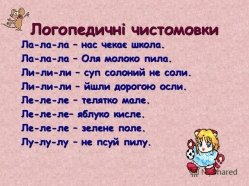 Логопедичні чистомовки
Ла-ла-ла – нас чекає школа.
Ла-ла-ла – Оля молоко пила.
Ли-ли-ли – суп солоний не соли.
Ли-ли-ли – йшли дорогою осли.
Ле-ле-ле – телятко мале.
Ле-ле-ле– яблуко кисле.
Ле-ле-ле – зелене поле.
Лу-лу-лу – не псуй пилу.